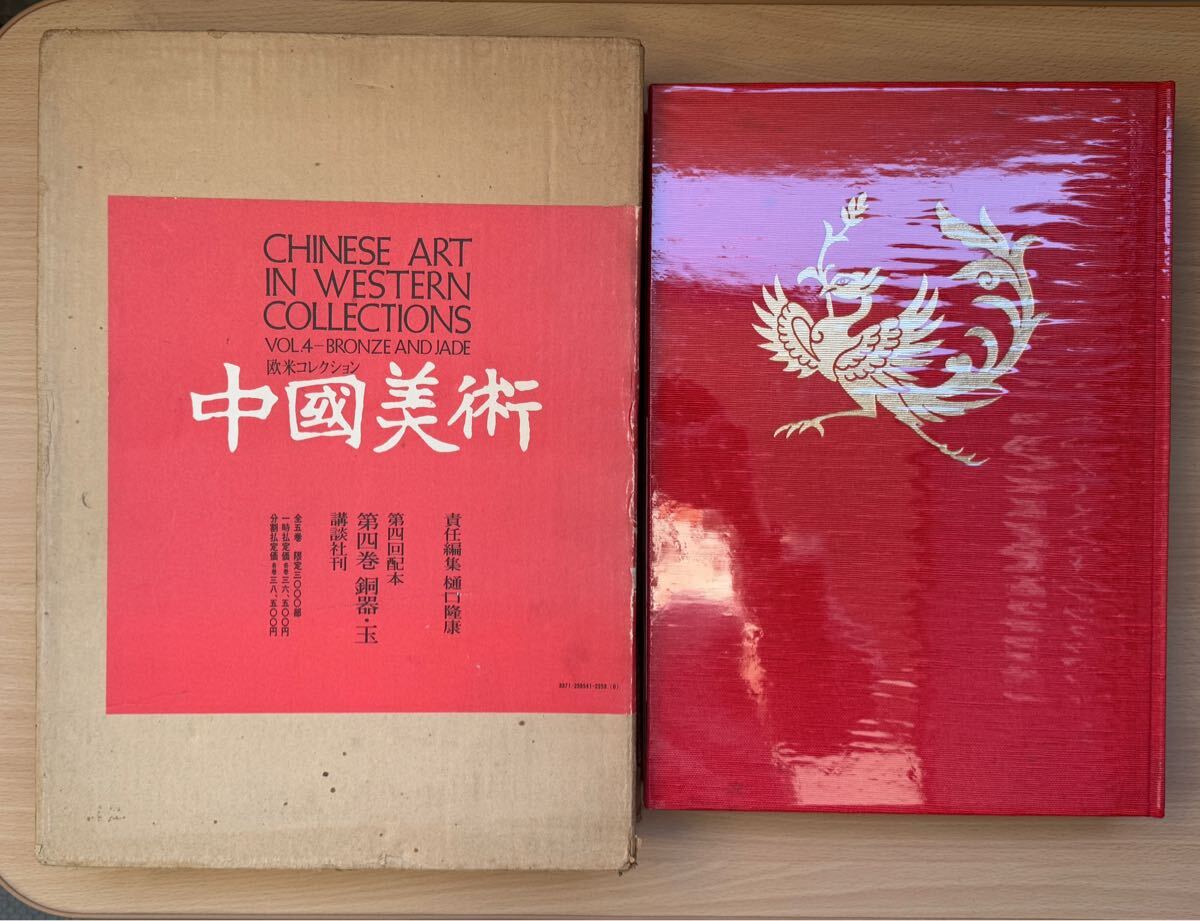 CHINESE ART
IN WESTERN
COLLECTIONS
VOL.4-BRONZE AND JADE
欧米コレクション
中國美術
責任編集 樋口隆康
第四回配本
第四巻 銅器・玉
講談社刊
全五巻 限定三〇〇〇部
一時払定価 各巻三六、五〇〇円
分割払定価 各巻三八、五〇〇円